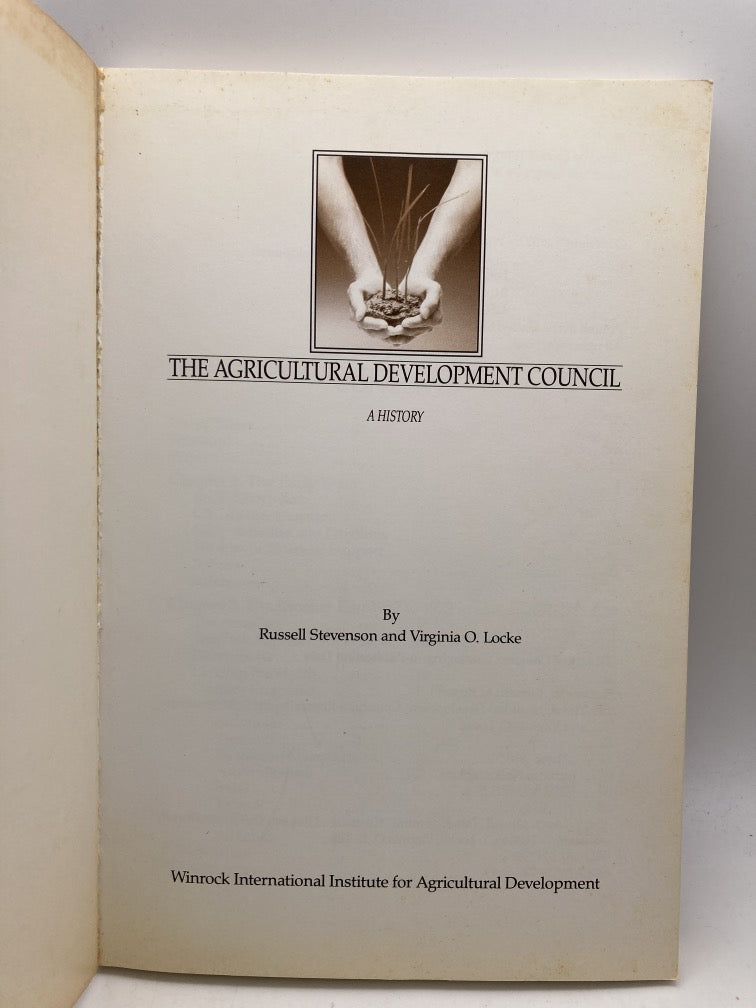 THE AGRICULTURAL DEVELOPMENT COUNCIL
A HISTORY
By
Russell Stevenson and Virginia O. Locke
Winrock International Institute for Agricultural Development